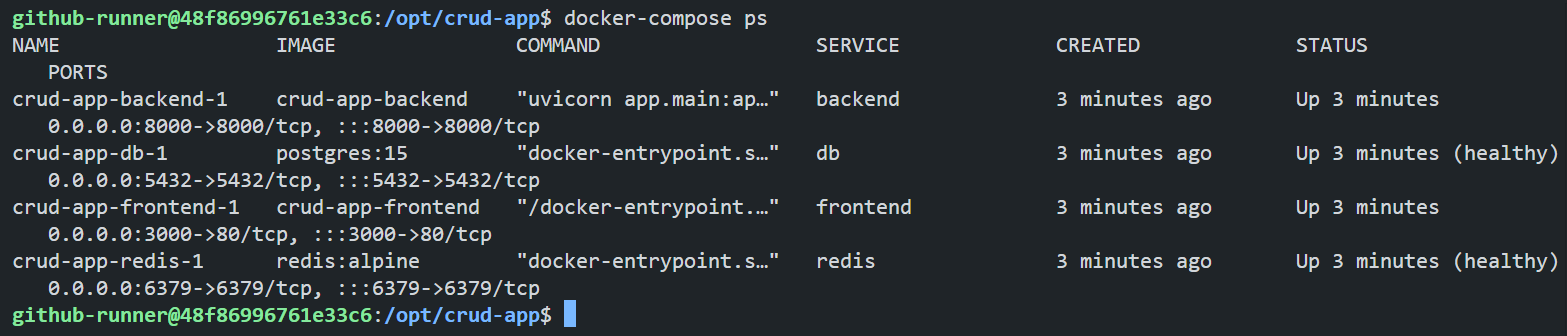 github-runner@48f86996761e33c6:/opt/crud-app$ docker-compose ps
NAME                  IMAGE               COMMAND                  SERVICE             CREATED             STATUS
   PORTS
crud-app-backend-1    crud-app-backend    "uvicorn app.main:ap…"   backend             3 minutes ago       Up 3 minutes
   0.0.0.0:8000->8000/tcp, :::8000->8000/tcp
crud-app-db-1         postgres:15         "docker-entrypoint.s…"   db                  3 minutes ago       Up 3 minutes (healthy)
   0.0.0.0:5432->5432/tcp, :::5432->5432/tcp
crud-app-frontend-1   crud-app-frontend   "/docker-entrypoint.…"   frontend            3 minutes ago       Up 3 minutes
   0.0.0.0:3000->80/tcp, :::3000->80/tcp
crud-app-redis-1      redis:alpine        "docker-entrypoint.s…"   redis               3 minutes ago       Up 3 minutes (healthy)
   0.0.0.0:6379->6379/tcp, :::6379->6379/tcp
github-runner@48f86996761e33c6:/opt/crud-app$